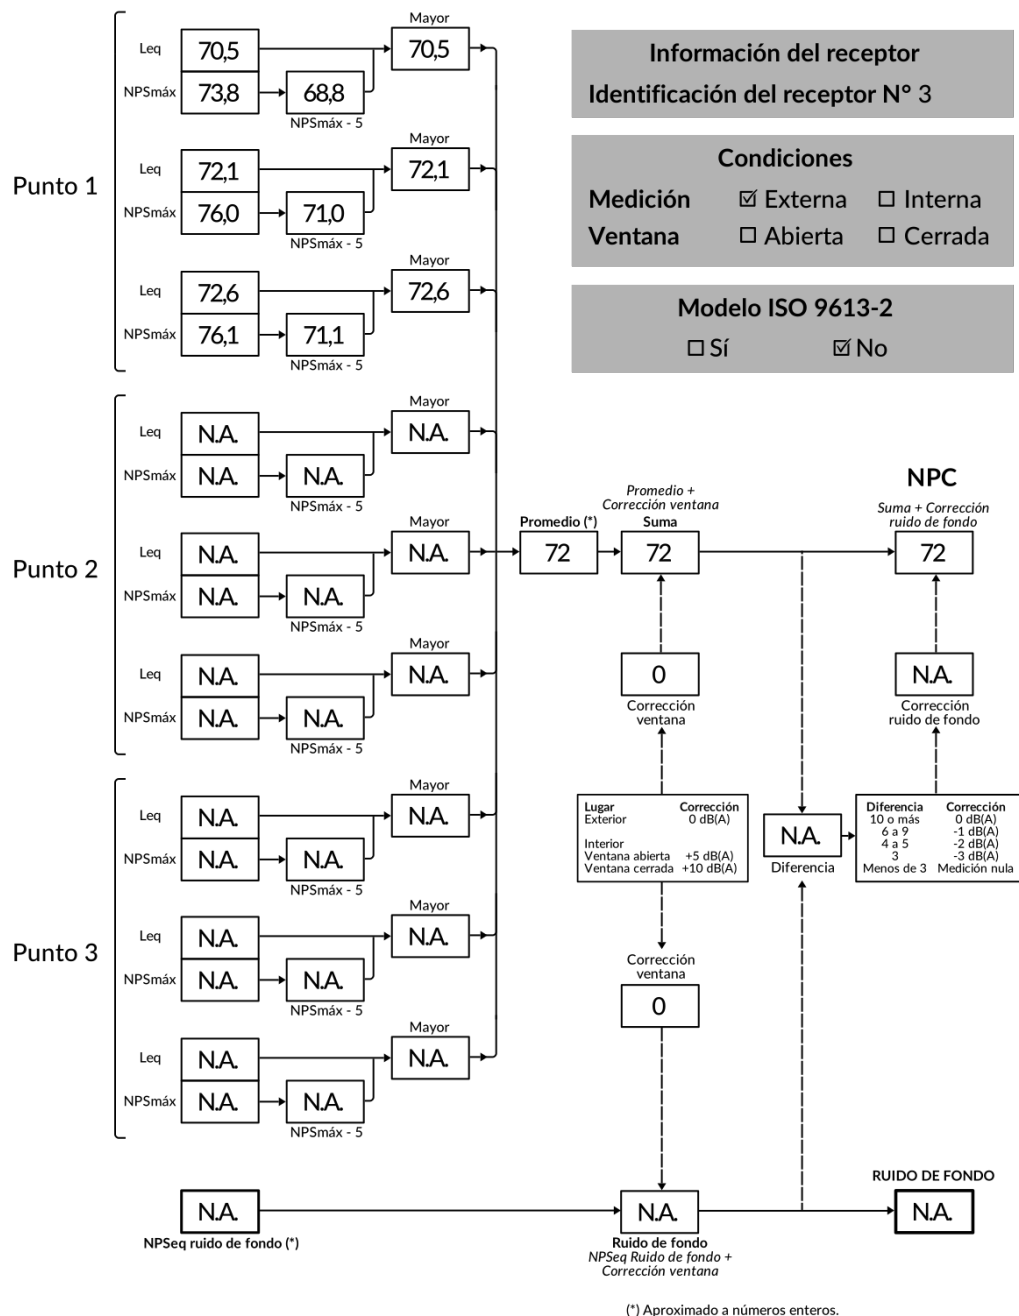 Mayor
Leq 70,5 70,5
NPSmáx 73,8 68,8
NPSmáx - 5
Mayor
Punto 1
Leq 72,1 72,1
NPSmáx 76,0 71,0
NPSmáx - 5
Mayor
Leq 72,6 72,6
NPSmáx 76,1 71,1
NPSmáx - 5
Información del receptor
Identificación del receptor N° 3
Condiciones
Medición ☑ Externa ☐ Interna
Ventana ☐ Abierta ☐ Cerrada
Modelo ISO 9613-2
☐ Sí ☑ No
Mayor
Leq N.A. N.A.
NPSmáx N.A. N.A.
NPSmáx - 5
Mayor
Punto 2
Leq N.A. N.A.
NPSmáx N.A. N.A.
NPSmáx - 5
Mayor
Leq N.A. N.A.
NPSmáx N.A. N.A.
NPSmáx - 5
Promedio (*)
72
Promedio +
Corrección ventana
Suma
72
NPC
Suma + Corrección
ruido de fondo
72
0
Corrección
ventana
N.A.
Corrección
ruido de fondo
Mayor
Leq N.A. N.A.
NPSmáx N.A. N.A.
NPSmáx - 5
Mayor
Punto 3
Leq N.A. N.A.
NPSmáx N.A. N.A.
NPSmáx - 5
Mayor
Leq N.A. N.A.
NPSmáx N.A. N.A.
NPSmáx - 5
Lugar Corrección
Exterior 0 dB(A)
Interior
Ventana abierta +5 dB(A)
Ventana cerrada +10 dB(A)
N.A.
Diferencia
Diferencia Corrección
10 o más 0 dB(A)
6 a 9 -1 dB(A)
4 a 5 -2 dB(A)
3 -3 dB(A)
Menos de 3 Medición nula
Corrección
ventana
0
N.A.
NPSeq ruido de fondo (*)
N.A.
Ruido de fondo
NPSeq Ruido de fondo +
Corrección ventana
RUIDO DE FONDO
N.A.
(*) Aproximado a números enteros.